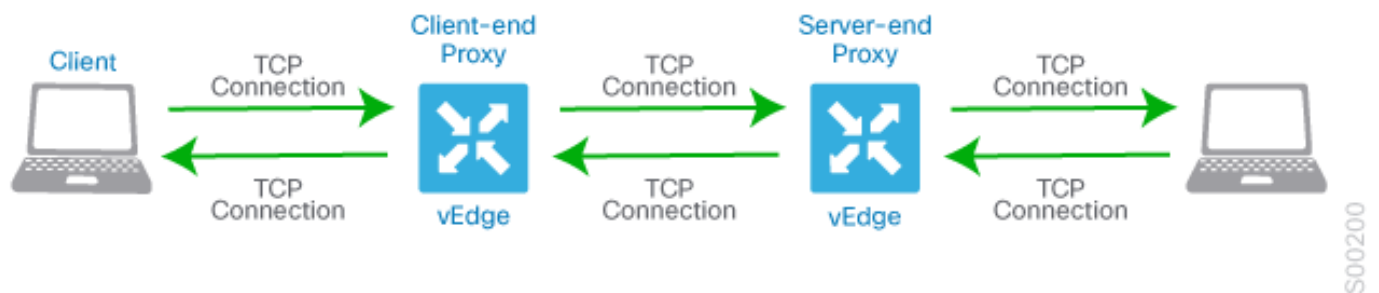 Client
TCP
Connection
Client-end
Proxy
TCP
Connection
Server-end
Proxy
TCP
Connection
TCP
Connection
vEdge
TCP
Connection
vEdge
TCP
Connection
S00200